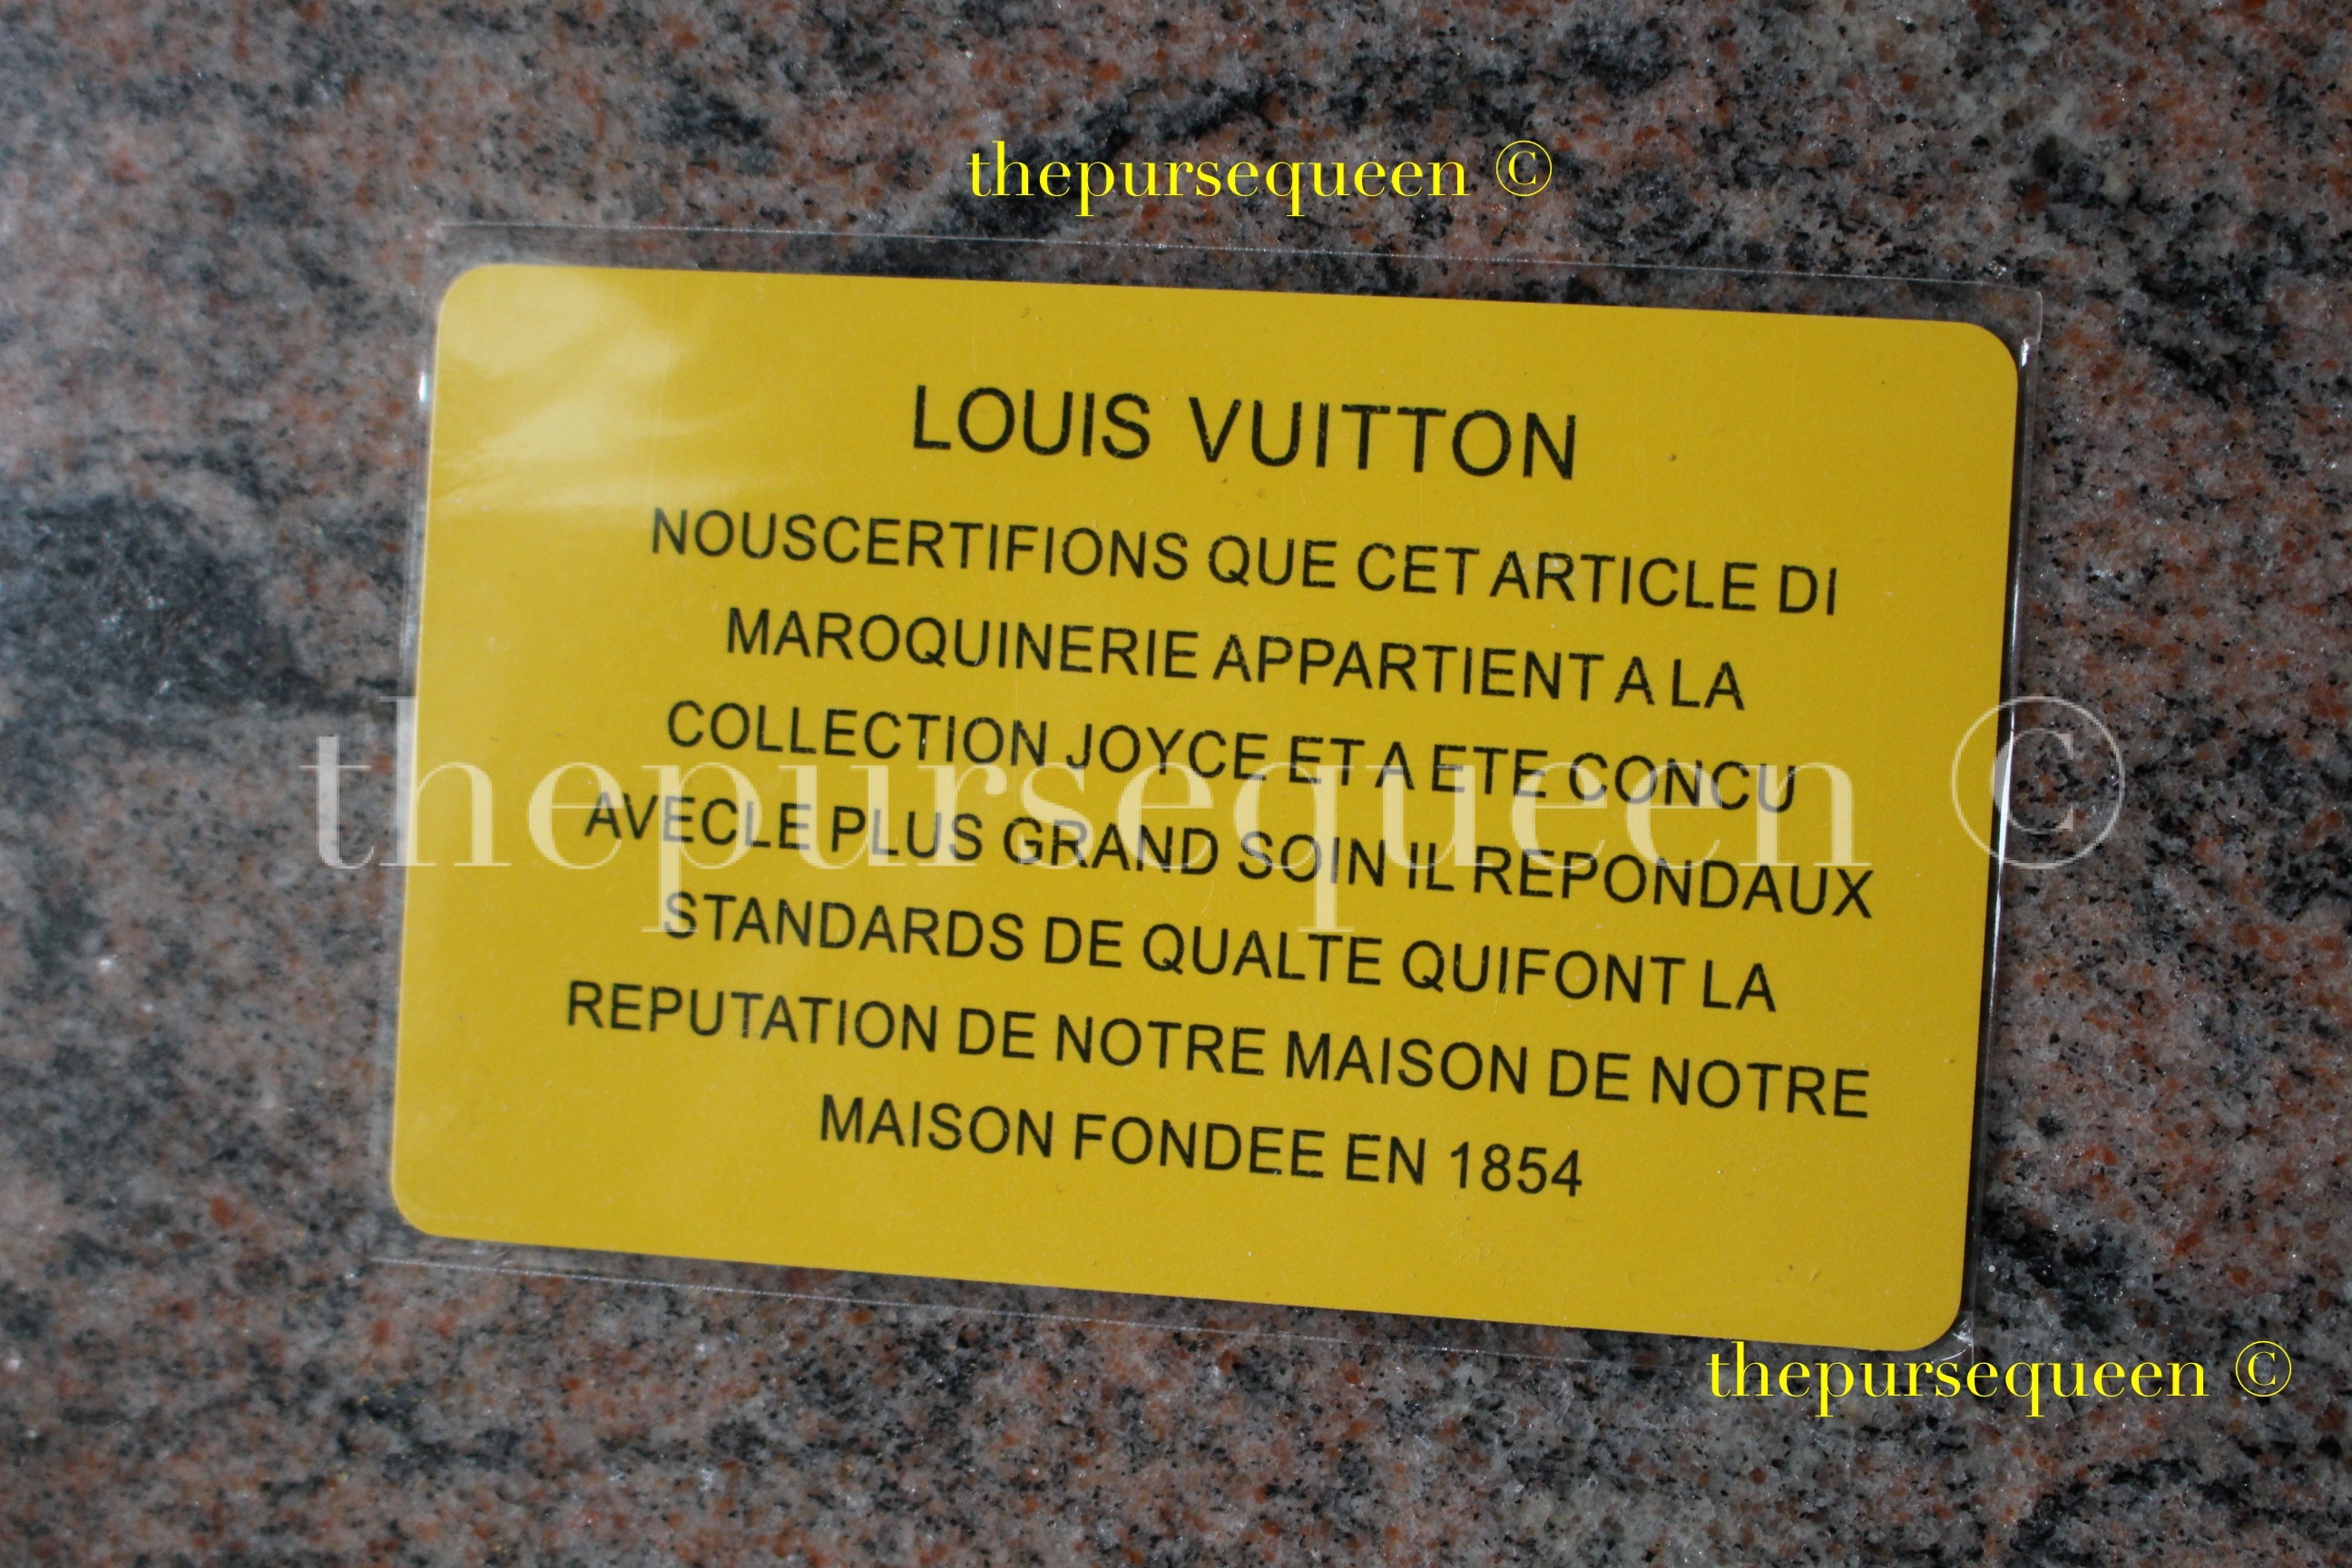 thepursequeen ©
LOUIS VUITTON
NOUSCERTIFIONS QUE CET ARTICLE DI
MAROQUINERIE APPARTIENT A LA
COLLECTION JOYCE ET A ETE CONCU
thepursequeen ©
AVECLE PLUS GRAND SOIN IL REPONDAUX
STANDARDS DE QUALTE QUIFONT LA
REPUTATION DE NOTRE MAISON DE NOTRE
MAISON FONDEE EN 1854
thepursequeen ©